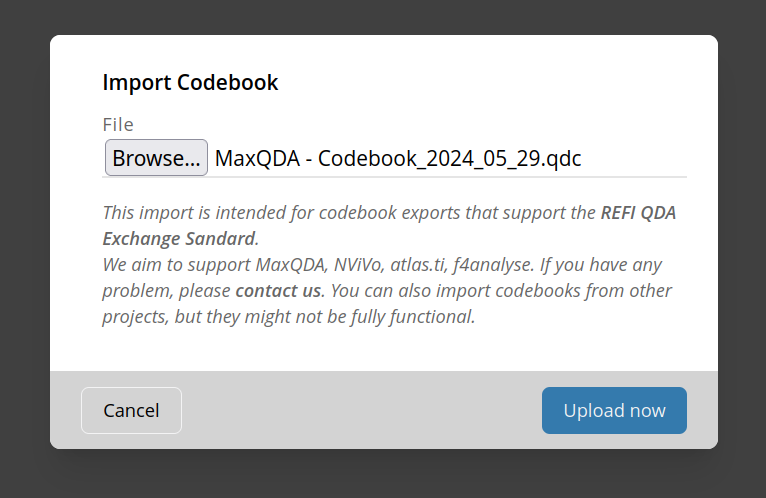 Import Codebook
File
Browse... MaxQDA - Codebook_2024_05_29.qdc
This import is intended for codebook exports that support the REFI QDA
Exchange Sandard.
We aim to support MaxQDA, NViVo, atlas.ti, f4analyse. If you have any
problem, please contact us. You can also import codebooks from other
projects, but they might not be fully functional.
Cancel Upload now